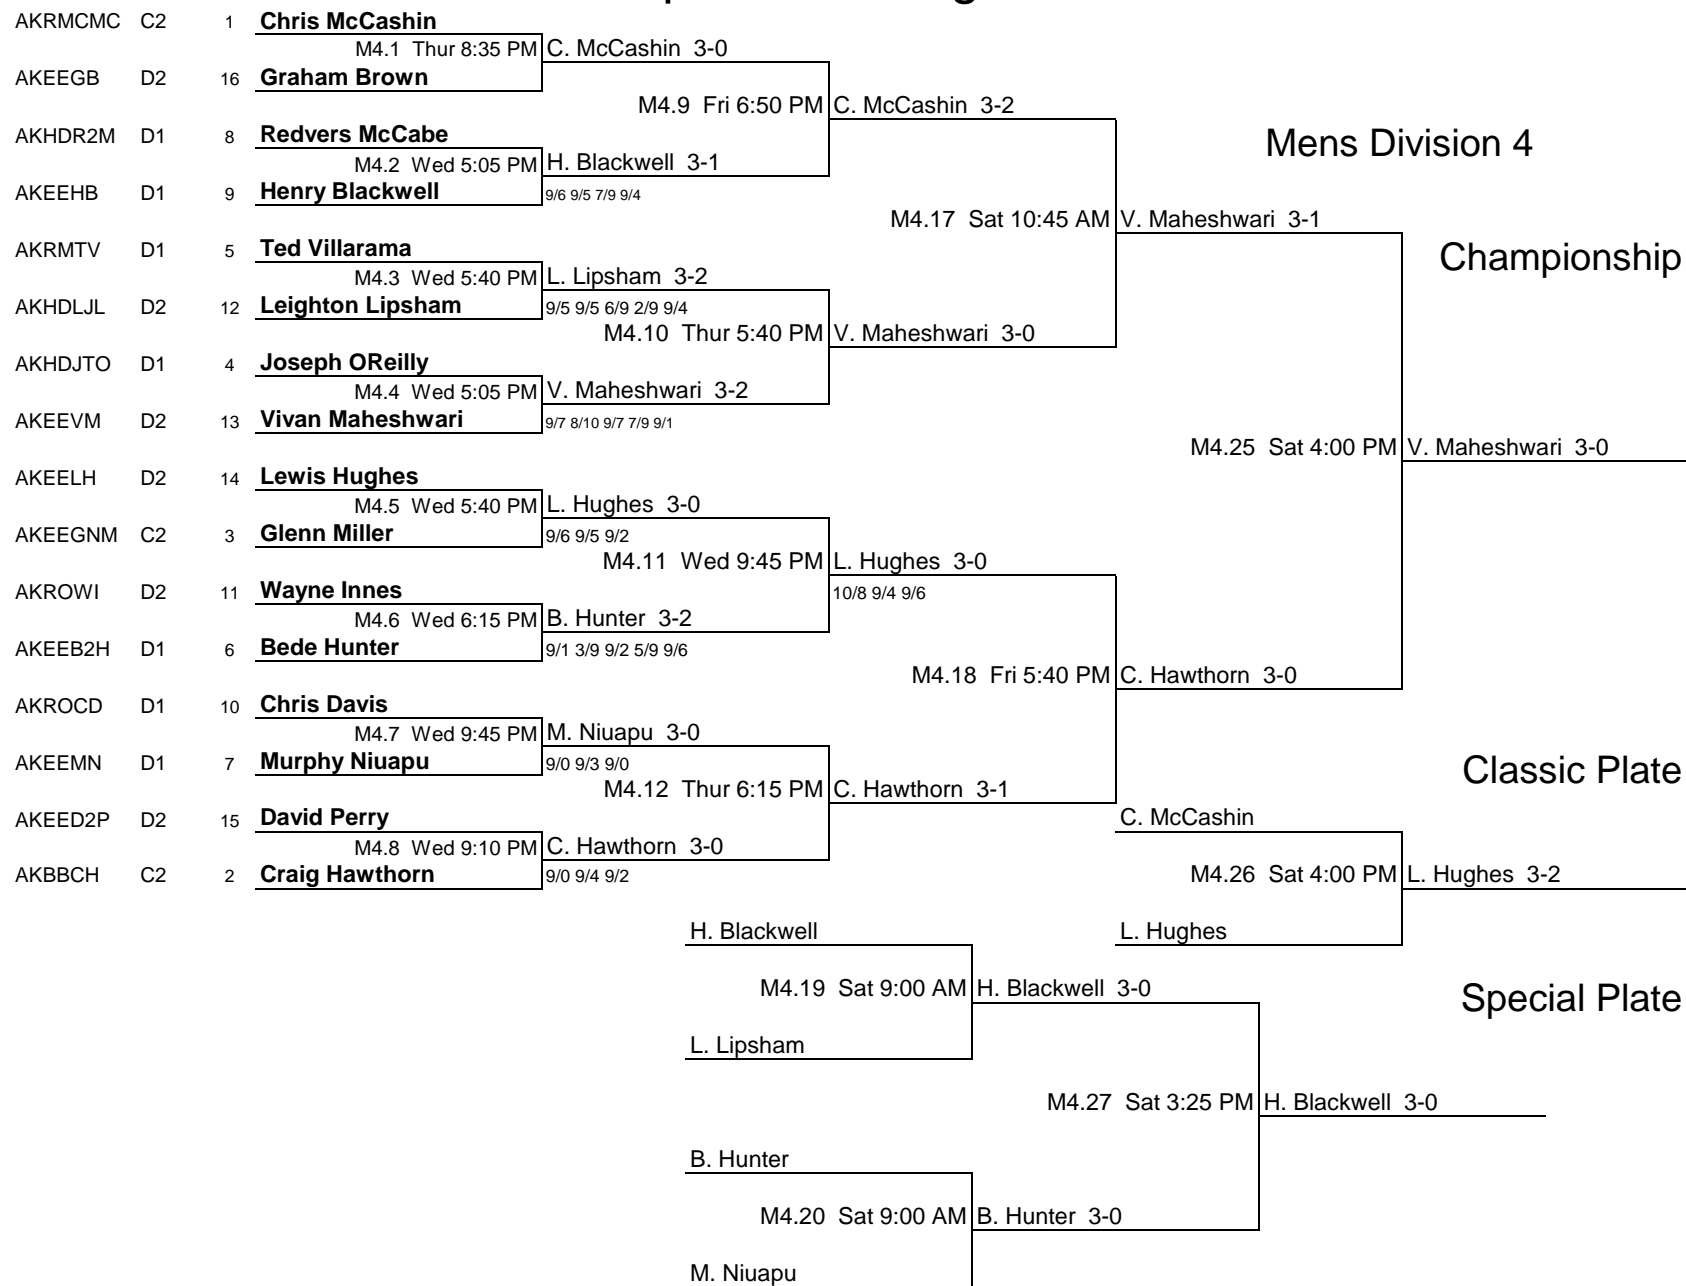 AKRMCMC C2 1 Chris McCashin
M4.1 Thur 8:35 PM C. McCashin 3-0
AKEEGB D2 16 Graham Brown
M4.9 Fri 6:50 PM C. McCashin 3-2
AKHDR2M D1 8 Redvers McCabe
Mens Division 4
M4.2 Wed 5:05 PM H. Blackwell 3-1
AKEEHB D1 9 Henry Blackwell 9/6 9/5 7/9 9/4
M4.17 Sat 10:45 AM V. Maheshwari 3-1
AKRMTV D1 5 Ted Villarama
Championship
M4.3 Wed 5:40 PM L. Lipsham 3-2
AKHDLJL D2 12 Leighton Lipsham 9/5 9/5 6/9 2/9 9/4
M4.10 Thur 5:40 PM V. Maheshwari 3-0
AKHDJTO D1 4 Joseph OReilly
M4.4 Wed 5:05 PM V. Maheshwari 3-2
AKEEVM D2 13 Vivan Maheshwari 9/7 8/10 9/7 7/9 9/1
M4.25 Sat 4:00 PM V. Maheshwari 3-0
AKEELH D2 14 Lewis Hughes
M4.5 Wed 5:40 PM L. Hughes 3-0
AKEEGNM C2 3 Glenn Miller 9/6 9/5 9/2
M4.11 Wed 9:45 PM L. Hughes 3-0
AKROWI D2 11 Wayne Innes 10/8 9/4 9/6
M4.6 Wed 6:15 PM B. Hunter 3-2
AKEEB2H D1 6 Bede Hunter 9/1 3/9 9/2 5/9 9/6
M4.18 Fri 5:40 PM C. Hawthorn 3-0
AKROCD D1 10 Chris Davis
M4.7 Wed 9:45 PM M. Niuapu 3-0
AKEEMN D1 7 Murphy Niuapu 9/0 9/3 9/0
Classic Plate
M4.12 Thur 6:15 PM C. Hawthorn 3-1
AKEED2P D2 15 David Perry C. McCashin
M4.8 Wed 9:10 PM C. Hawthorn 3-0
AKBBCH C2 2 Craig Hawthorn 9/0 9/4 9/2 M4.26 Sat 4:00 PM L. Hughes 3-2
H. Blackwell L. Hughes
M4.19 Sat 9:00 AM H. Blackwell 3-0
Special Plate
L. Lipsham
M4.27 Sat 3:25 PM H. Blackwell 3-0
B. Hunter
M4.20 Sat 9:00 AM B. Hunter 3-0
M. Niuapu